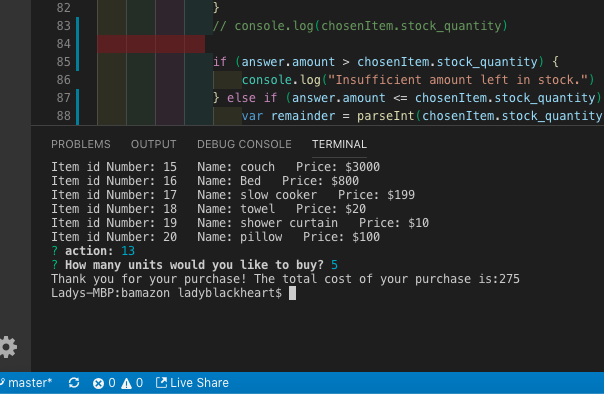 82 }
83 // console.log(chosenItem.stock_quantity)
84
85 if (answer.amount > chosenItem.stock_quantity) {
86 console.log("Insufficient amount left in stock.")
87 } else if (answer.amount <= chosenItem.stock_quantity)
88 var remainder = parseInt(chosenItem.stock_quantity
PROBLEMS OUTPUT DEBUG CONSOLE TERMINAL
Item id Number: 15 Name: couch Price: $3000
Item id Number: 16 Name: Bed Price: $800
Item id Number: 17 Name: slow cooker Price: $199
Item id Number: 18 Name: towel Price: $20
Item id Number: 19 Name: shower curtain Price: $10
Item id Number: 20 Name: pillow Price: $100
? action: 13
? How many units would you like to buy? 5
Thank you for your purchase! The total cost of your purchase is:275
Ladys-MBP:bamazon ladyblackheart$
master* 0 0 Live Share